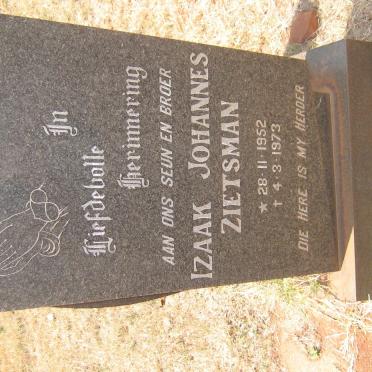 In
Liefdebolle
Herinnering
AAN ONS SEUN EN BROER
IZAAK JOHANNES
ZIETSMAN
★ 28·11·1952
† 4·3·1973
DIE HERE IS MY HERDER